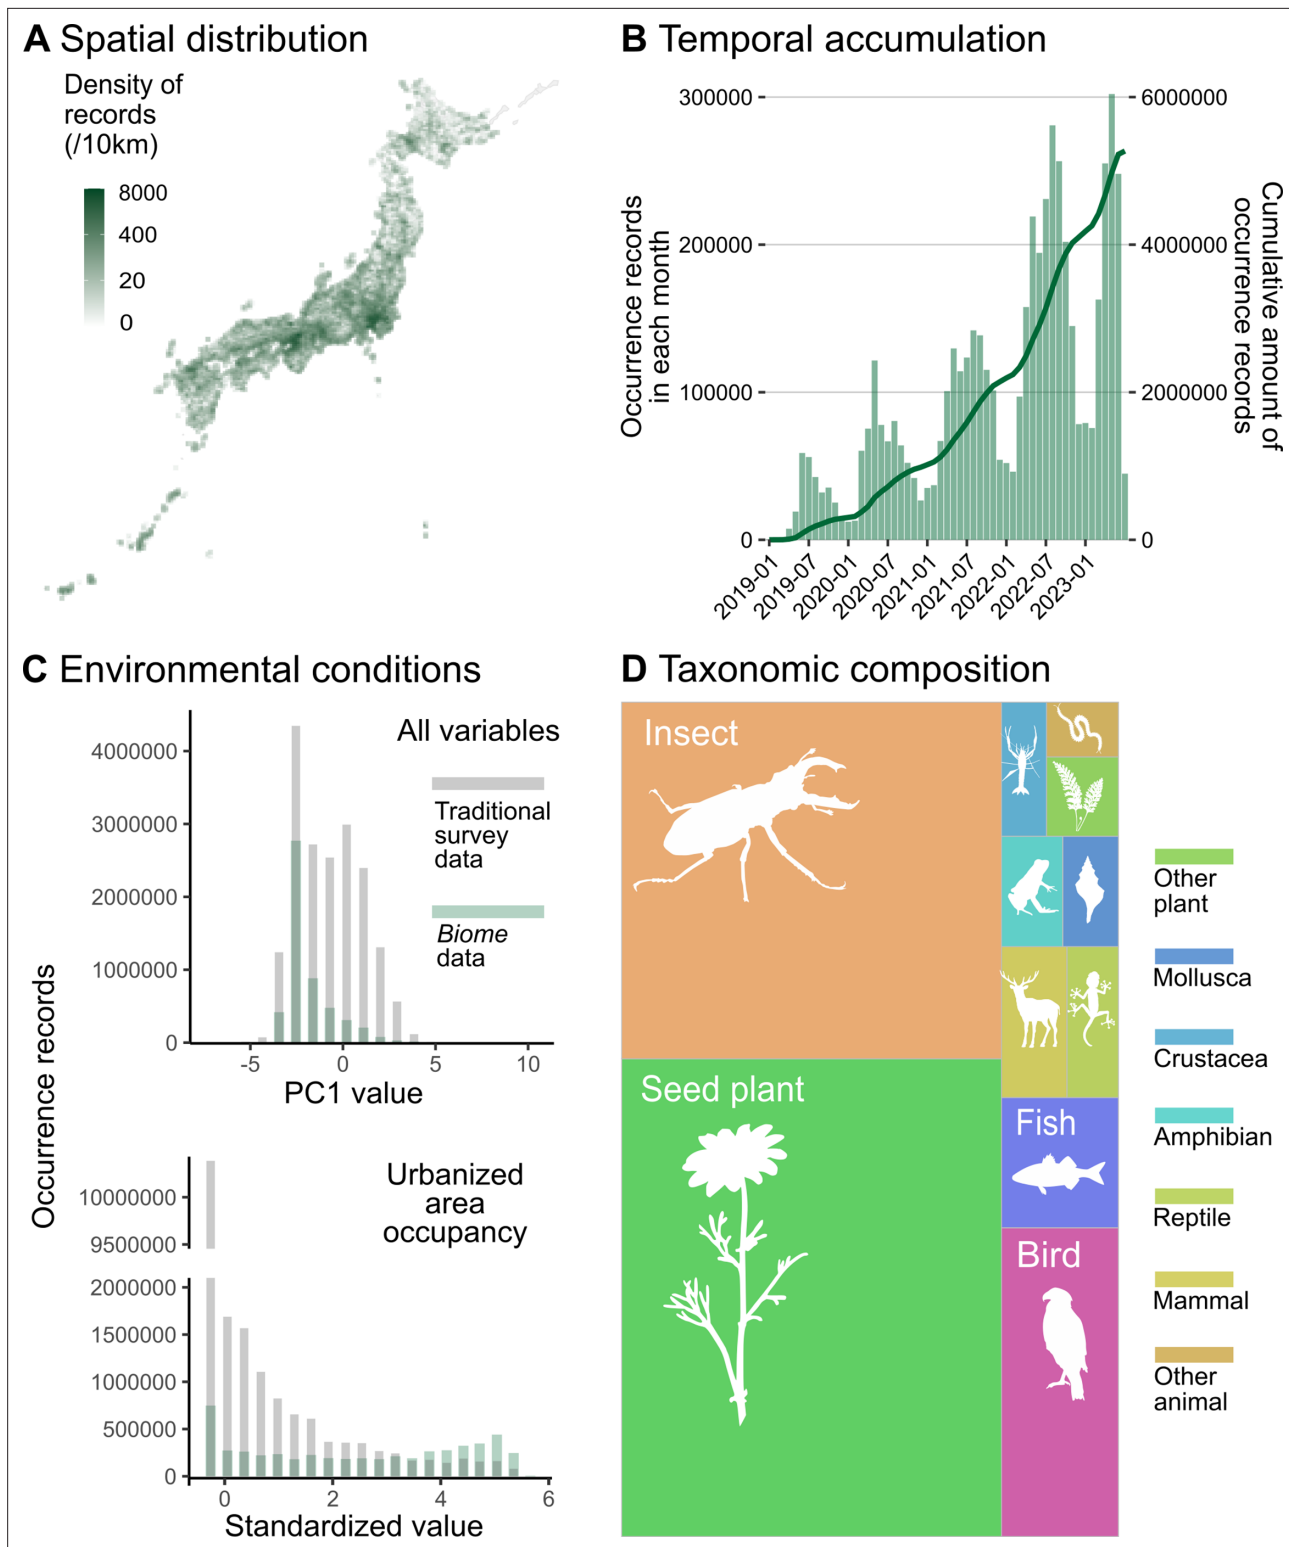 A Spatial distribution
Density of
records
(/10km)
8000
400
20
0
B Temporal accumulation
Occurrence records
in each month
300000
200000
100000
0
6000000
4000000
2000000
0
Cumulative amount of
occurrence records
2019-01
2019-07
2020-01
2020-07
2021-01
2021-07
2022-01
2022-07
2023-01
C Environmental conditions
Occurrence records
All variables
Traditional
survey
data
Biome
data
4000000
3000000
2000000
1000000
0
-5
0
5
10
PC1 value
Urbanized
area
occupancy
10000000
9500000
2000000
1500000
1000000
500000
0
0
2
4
6
Standardized value
D Taxonomic composition
Insect
Seed plant
Fish
Bird
Other
plant
Mollusca
Crustacea
Amphibian
Reptile
Mammal
Other
animal